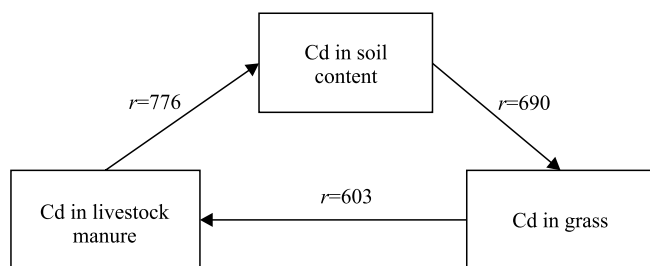 Cd in soil
content
r=776
r=690
Cd in livestock
manure
r=603
Cd in grass